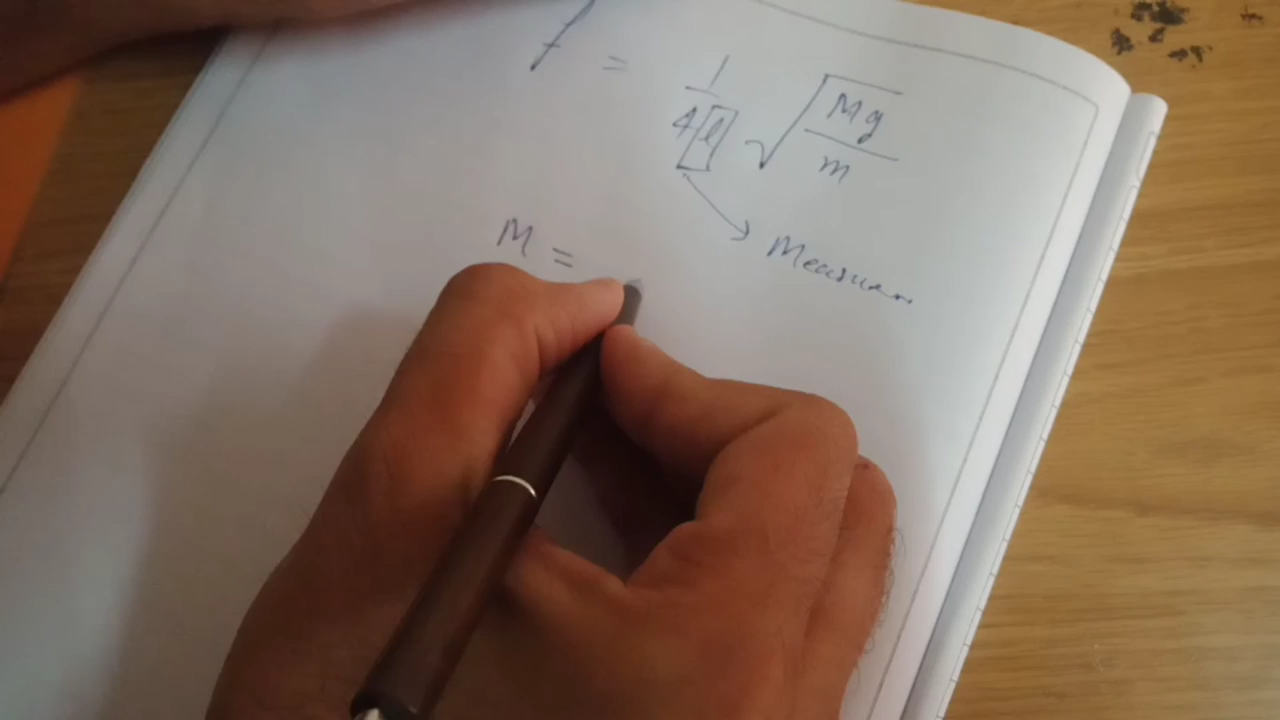 f = 1/4l √Mg/m
Measure
M =